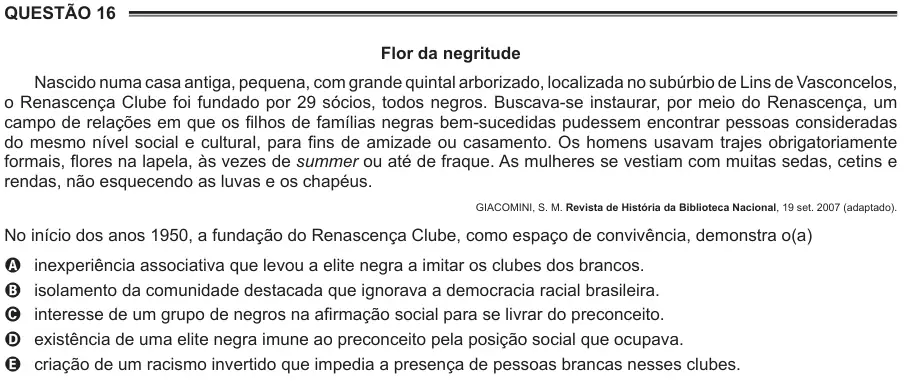 QUESTÃO 16
Flor da negritude
Nascido numa casa antiga, pequena, com grande quintal arborizado, localizada no subúrbio de Lins de Vasconcelos,
o Renascença Clube foi fundado por 29 sócios, todos negros. Buscava-se instaurar, por meio do Renascença, um
campo de relações em que os filhos de famílias negras bem-sucedidas pudessem encontrar pessoas consideradas
do mesmo nível social e cultural, para fins de amizade ou casamento. Os homens usavam trajes obrigatoriamente
formais, flores na lapela, às vezes de summer ou até de fraque. As mulheres se vestiam com muitas sedas, cetins e
rendas, não esquecendo as luvas e os chapéus.
GIACOMINI, S. M. Revista de História da Biblioteca Nacional, 19 set. 2007 (adaptado).
No início dos anos 1950, a fundação do Renascença Clube, como espaço de convivência, demonstra o(a)
A inexperiência associativa que levou a elite negra a imitar os clubes dos brancos.
B isolamento da comunidade destacada que ignorava a democracia racial brasileira.
C interesse de um grupo de negros na afirmação social para se livrar do preconceito.
D existência de uma elite negra imune ao preconceito pela posição social que ocupava.
E criação de um racismo invertido que impedia a presença de pessoas brancas nesses clubes.